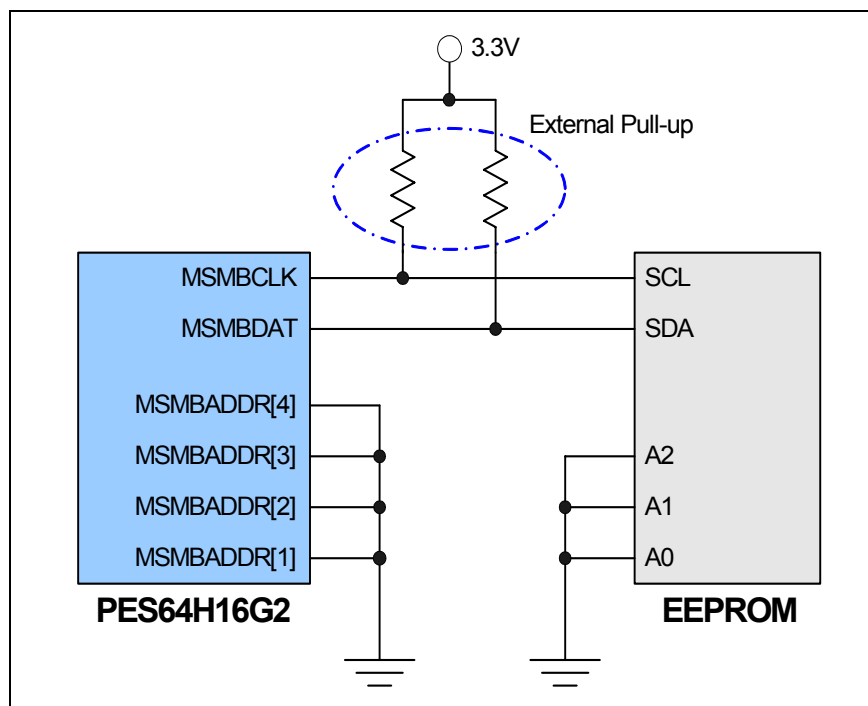 3.3V
External Pull-up
MSMBCLK
MSMBDAT
MSMBADDR[4]
MSMBADDR[3]
MSMBADDR[2]
MSMBADDR[1]
PES64H16G2
SCL
SDA
A2
A1
A0
EEPROM